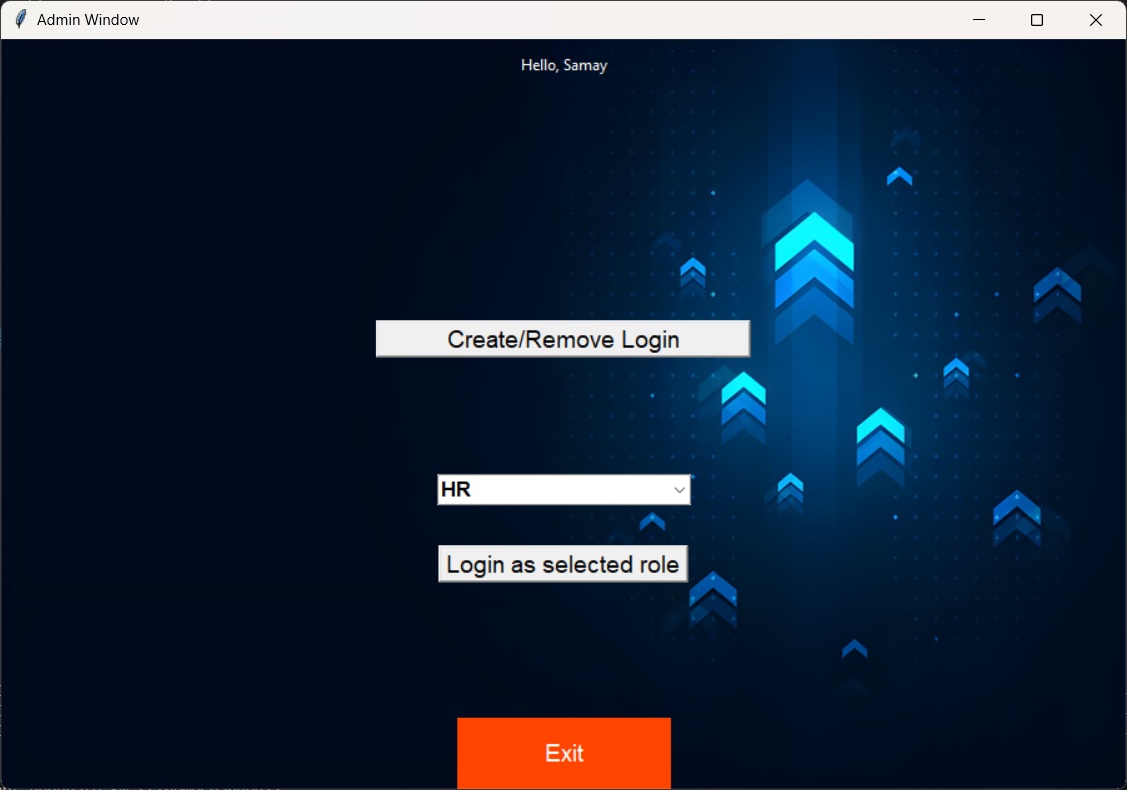 Admin Window
Hello, Samay
Create/Remove Login
HR
Login as selected role
Exit